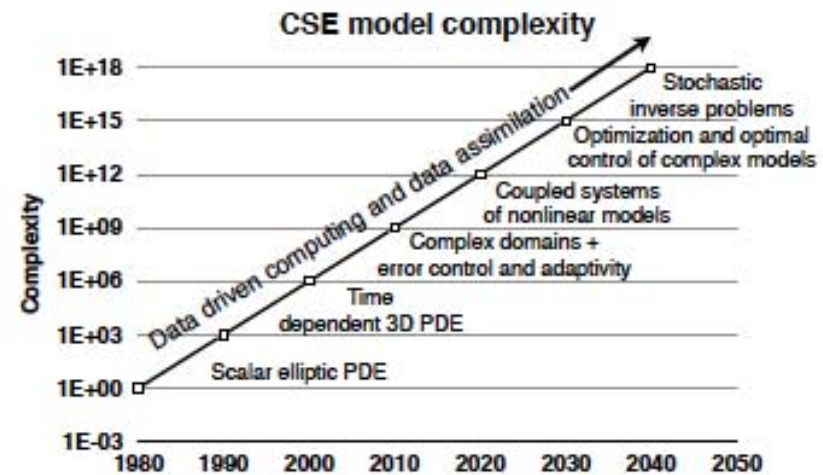 CSE model complexity
1E+18
1E+15
1E+12
1E+09
1E+06
1E+03
1E+00
1E-03
Complexity
Data driven computing and data assimilation
Stochastic
inverse problems
Optimization and optimal
control of complex models
Coupled systems
of nonlinear models
Complex domains +
error control and adaptivity
Time
dependent 3D PDE
Scalar elliptic PDE
1980 1990 2000 2010 2020 2030 2040 2050